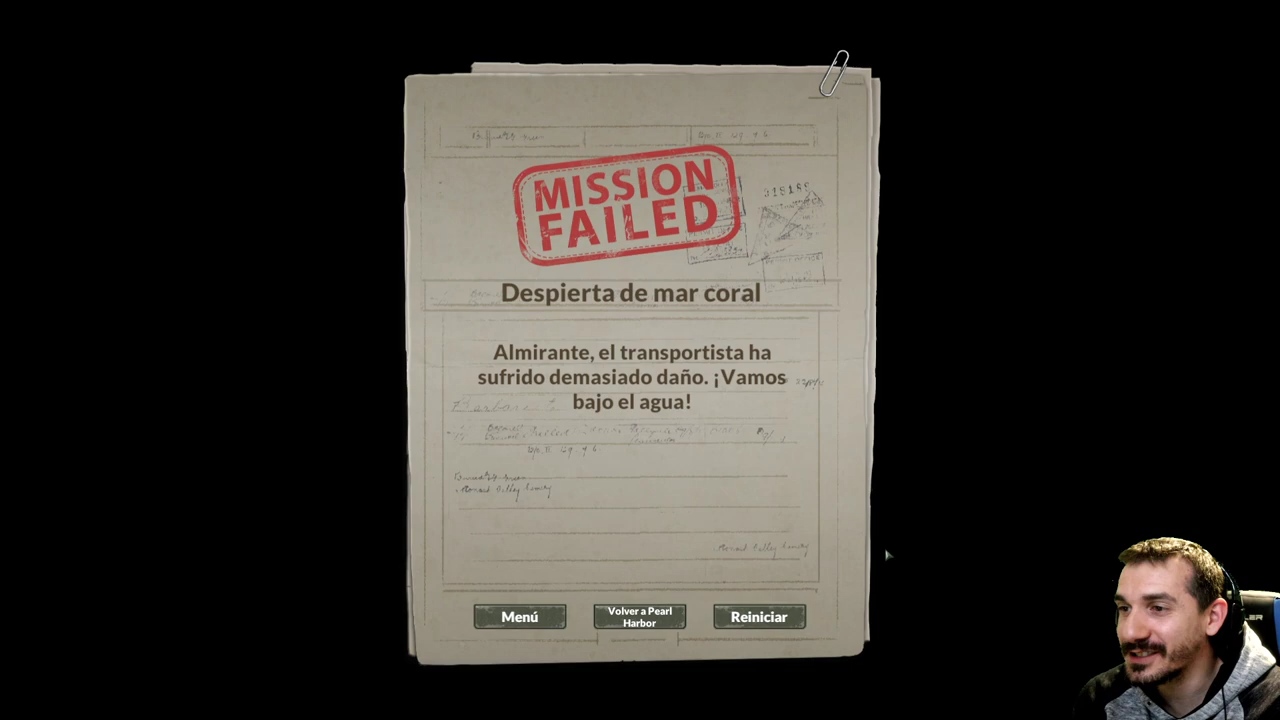 319189
MISSION
FAILED
Despierta de mar coral
Almirante, el transportista ha
sufrido demasiado daño. ¡Vamos
bajo el agua!
Menú
Volver a Pearl
Harbor
Reiniciar